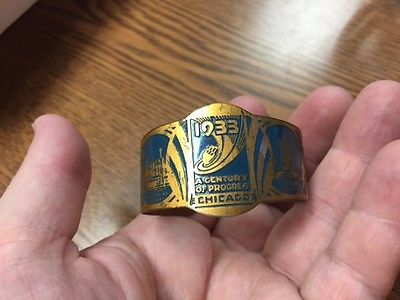 1933
A CENTURY
OF PROGRESS
CHICAGO